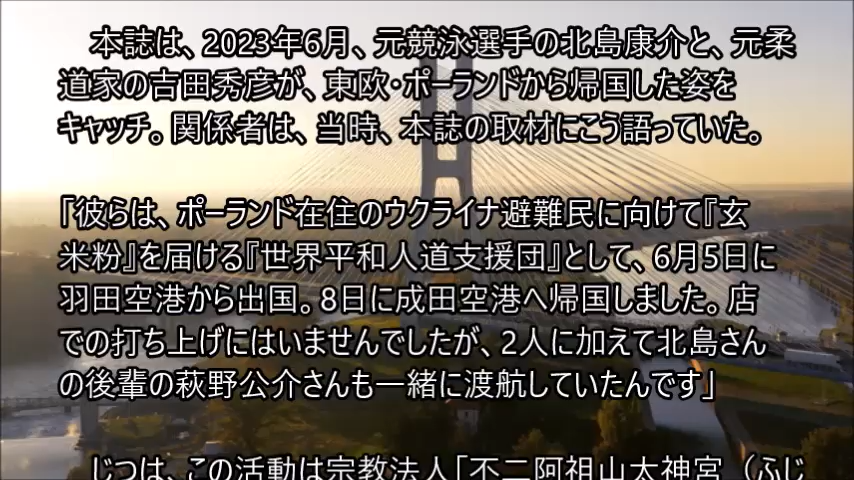 本誌は、2023年6月、元競泳選手の北島康介と、元柔
道家の吉田秀彦が、東欧・ポーランドから帰国した姿を
キャッチ。関係者は、当時、本誌の取材にこう語っていた。
「彼らは、ポーランド在住のウクライナ避難民に向けて『玄
米粉』を届ける『世界平和人道支援団』として、6月5日に
羽田空港から出国。8日に成田空港へ帰国しました。店
での打ち上げにはいませんでしたが、2人に加えて北島さん
の後輩の萩野公介さんも一緒に渡航していたんです」
じつは、この活動は宗教法人「不二阿祖山太神宮（ふじ